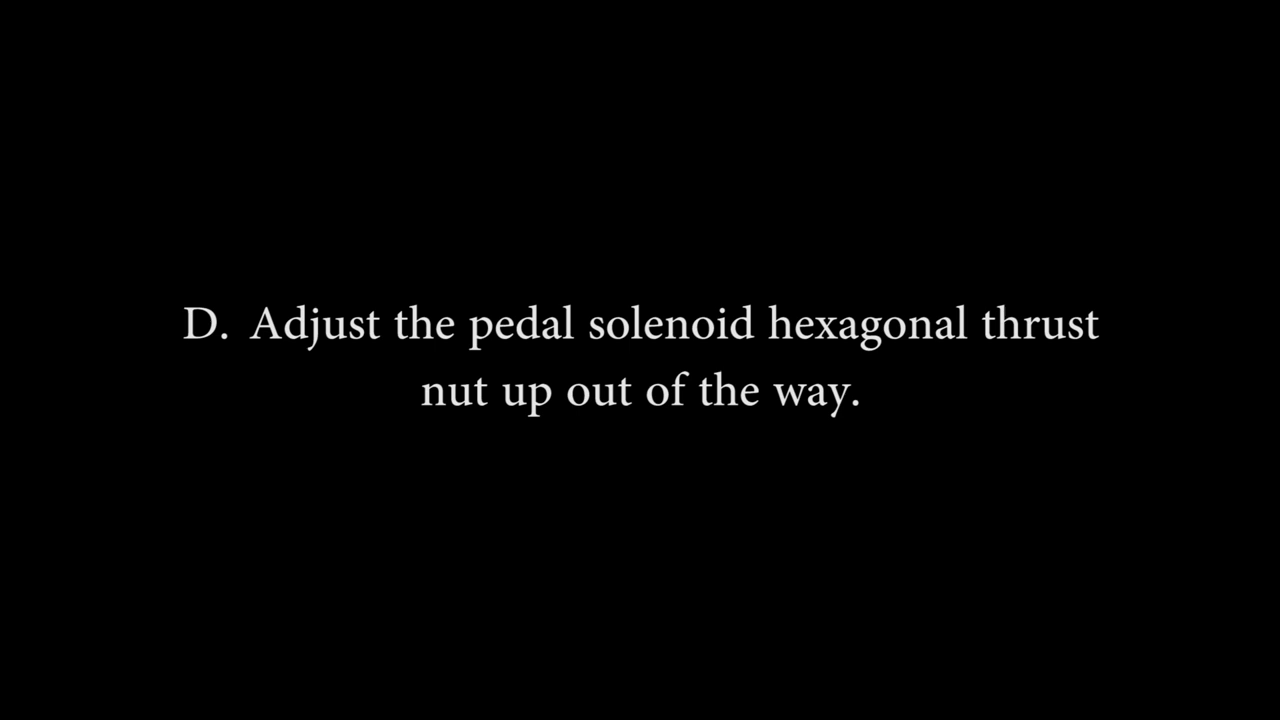 D. Adjust the pedal solenoid hexagonal thrust
nut up out of the way.